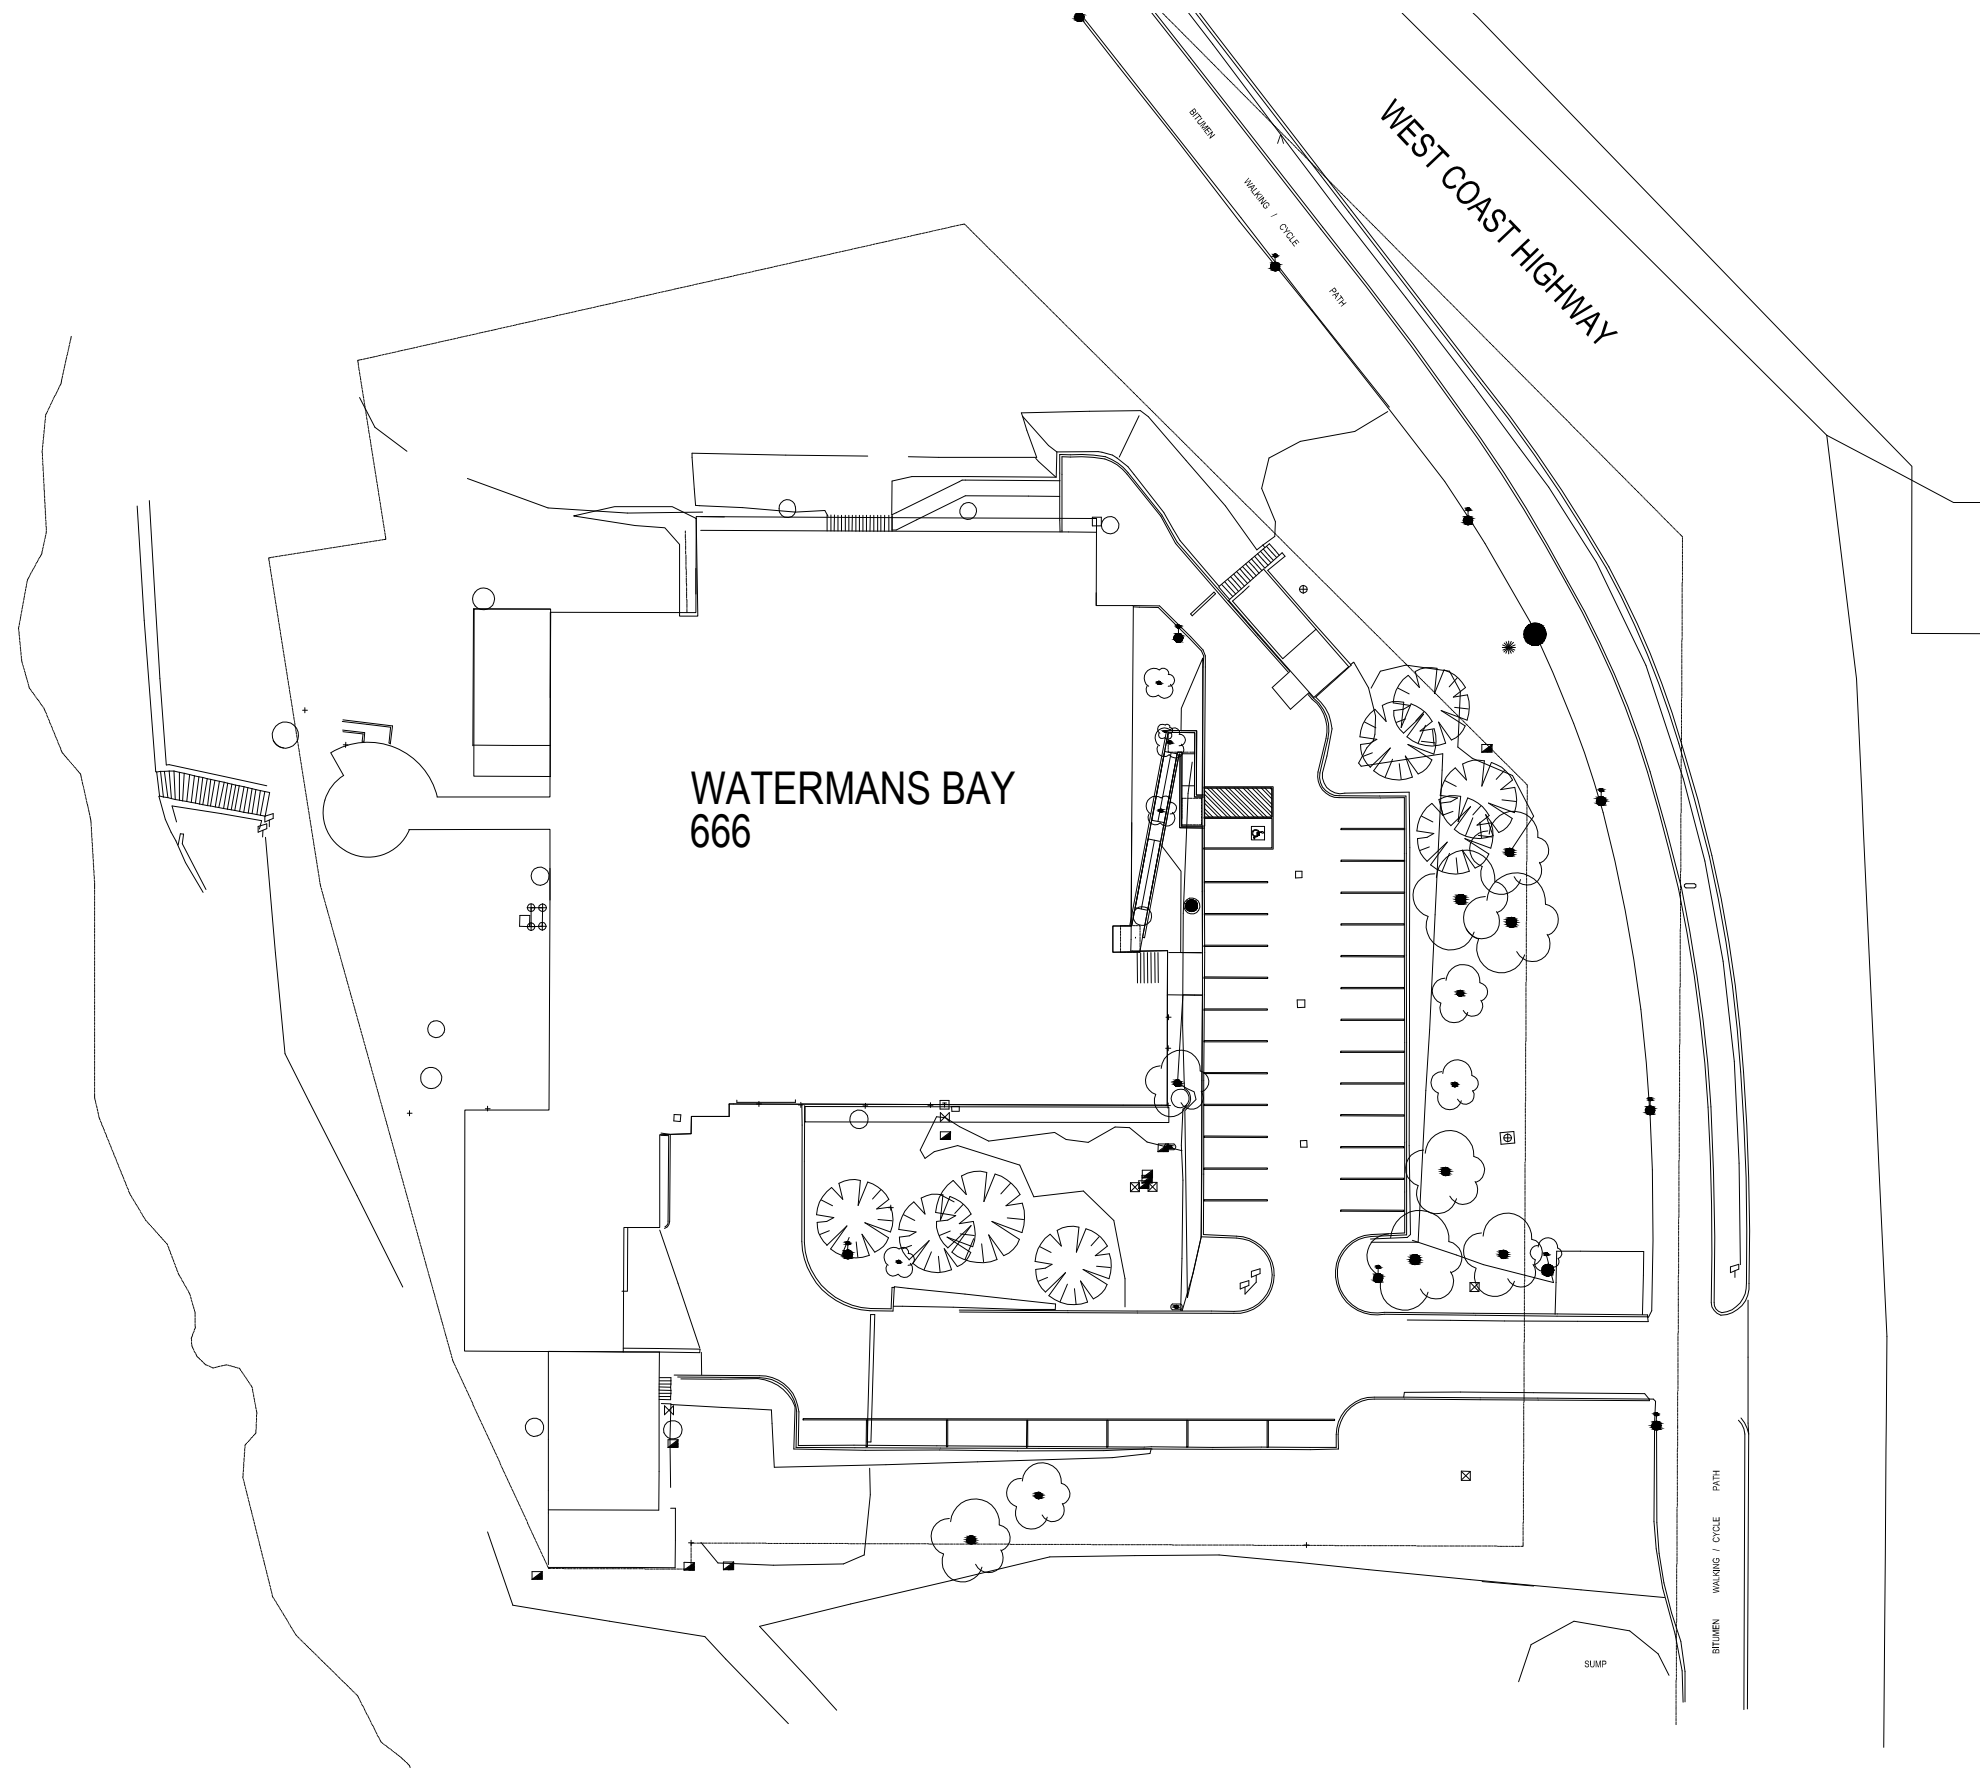 WEST COAST HIGHWAY
BITUMEN
WALKING / CYCLE
PATH
WATERMANS BAY
666
BITUMEN WALKING / CYCLE PATH
SUMP